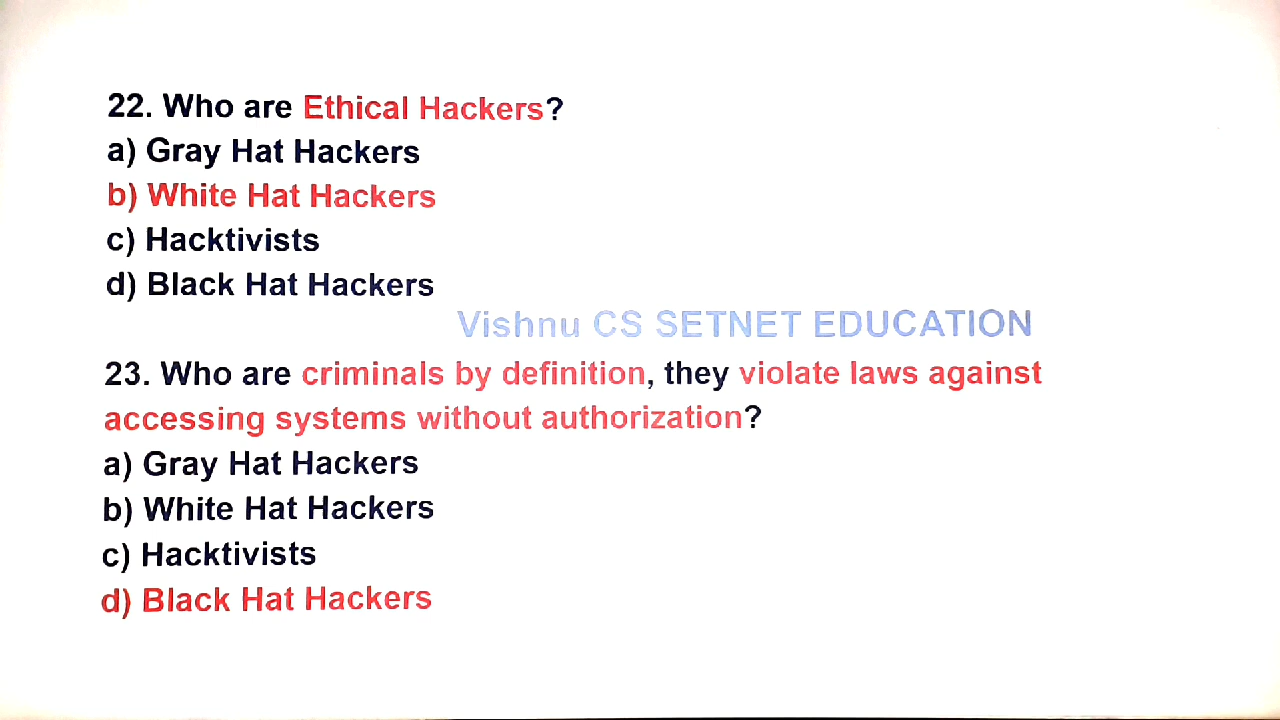 22. Who are Ethical Hackers?
a) Gray Hat Hackers
b) White Hat Hackers
c) Hacktivists
d) Black Hat Hackers
Vishnu CS SETNET EDUCATION
23. Who are criminals by definition, they violate laws against
accessing systems without authorization?
a) Gray Hat Hackers
b) White Hat Hackers
c) Hacktivists
d) Black Hat Hackers